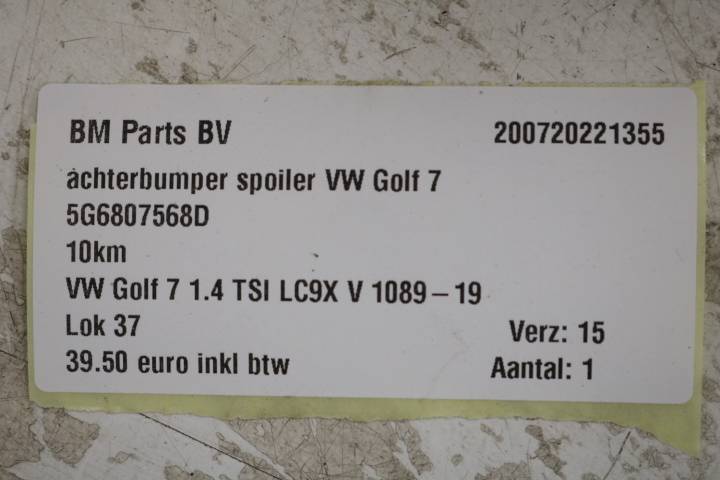 BM Parts BV 200720221355
achterbumper spoiler VW Golf 7
5G6807568D
10km
VW Golf 7 1.4 TSI LC9X V 1089-19
Lok 37 Verz: 15
39.50 euro inkl btw Aantal: 1